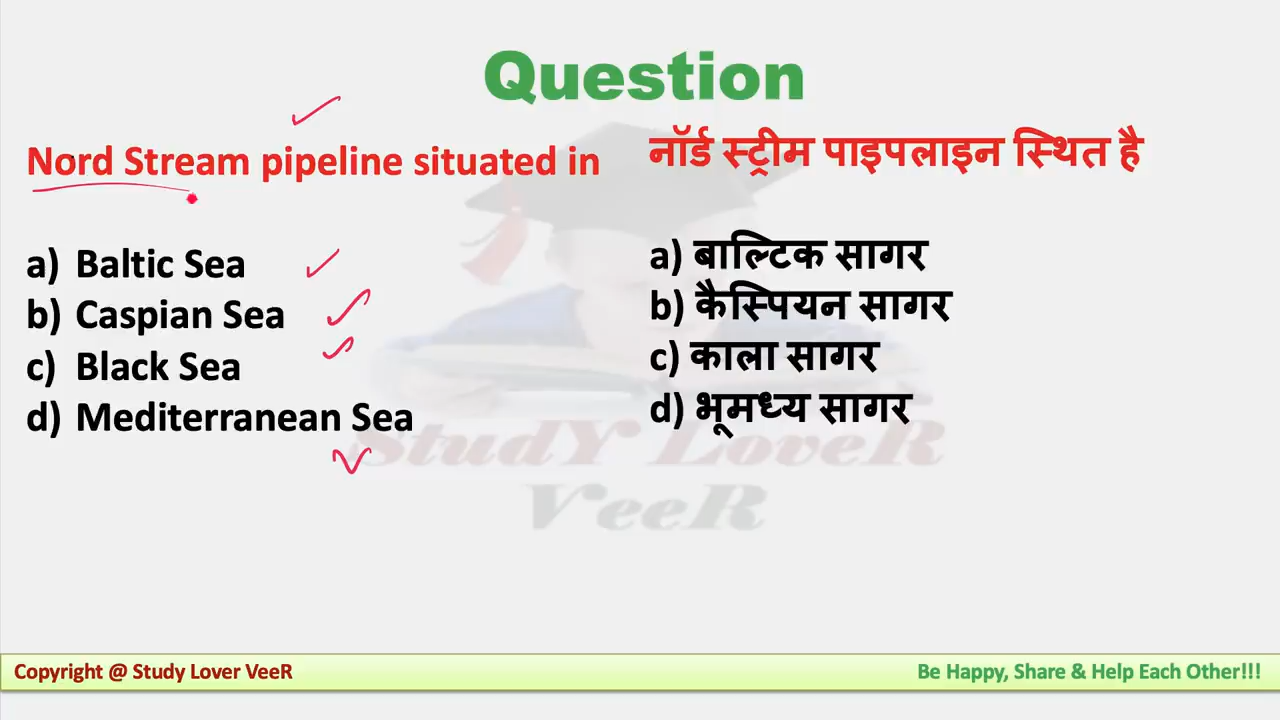 Question
Nord Stream pipeline situated in
a) Baltic Sea
b) Caspian Sea
c) Black Sea
d) Mediterranean Sea
नॉर्ड स्ट्रीम पाइपलाइन स्थित है
a) बाल्टिक सागर
b) कैस्पियन सागर
c) काला सागर
d) भूमध्य सागर
StudY LoveR
VeeR
Copyright @ Study Lover VeeR
Be Happy, Share & Help Each Other!!!